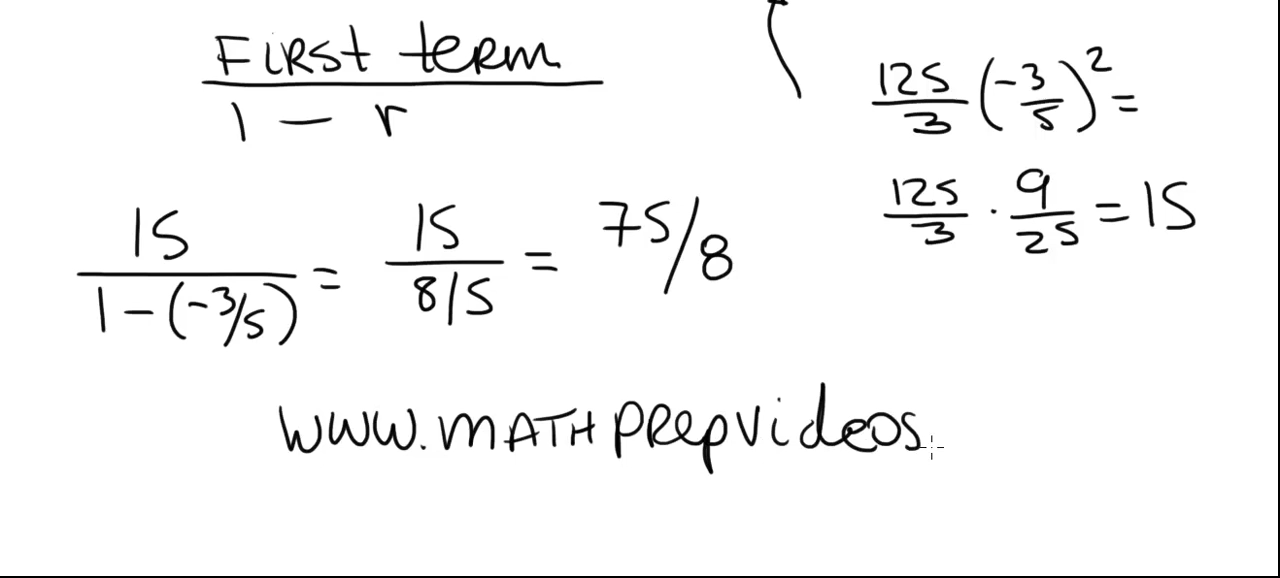 First term
1 - r
125/3 (-3/5)² =
125/3 · 9/25 = 15
15 / 1-(-3/5) = 15 / 8/5 = 75/8
www.mathprepvideos.